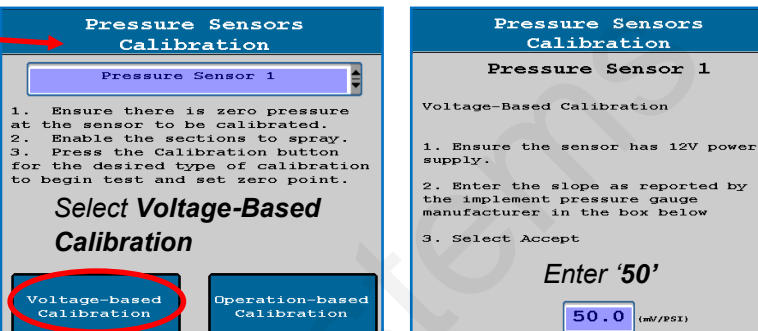 Pressure Sensors
Calibration
Pressure Sensor 1
1. Ensure there is zero pressure
at the sensor to be calibrated.
2. Enable the sections to spray.
3. Press the Calibration button
for the desired type of calibration
to begin test and set zero point.
Select Voltage-Based
Calibration
Voltage-based
Calibration
Operation-based
Calibration
Pressure Sensors
Calibration
Pressure Sensor 1
Voltage-Based Calibration
1. Ensure the sensor has 12V power
supply.
2. Enter the slope as reported by
the implement pressure gauge
manufacturer in the box below
3. Select Accept
Enter ‘50’
50.0 (mV/PSI)